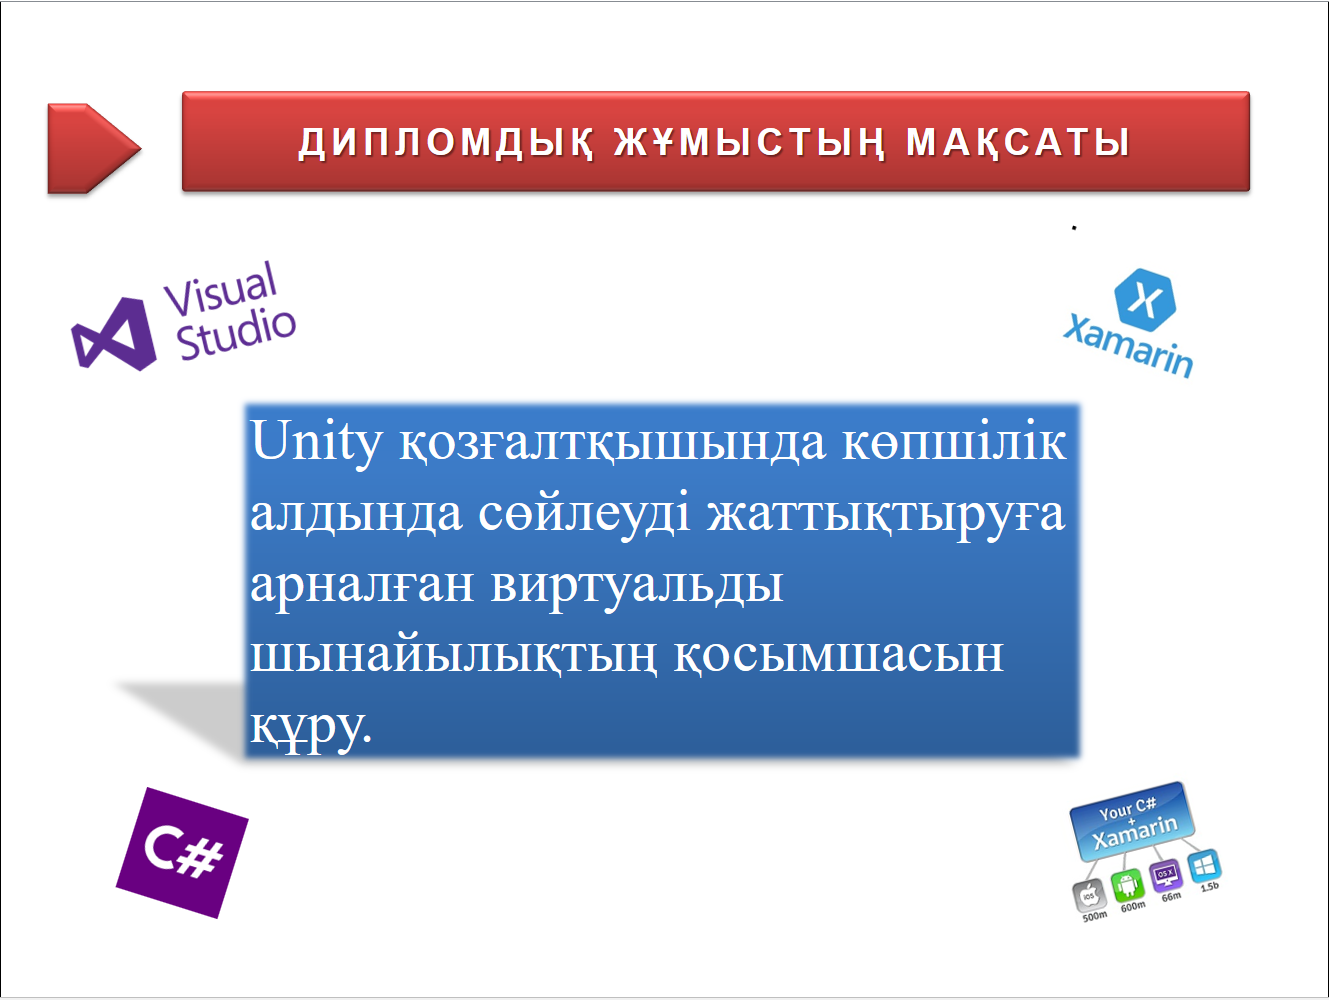 ДИПЛОМДЫҚ ЖҰМЫСТЫҢ МАҚСАТЫ
.
Visual
Studio
X
Xamarin
Unity қозғалтқышында көпшілік
алдында сөйлеуді жаттықтыруға
арналған виртуальды
шынайылықтың қосымшасын
құру.
C#
Your C#
+
Xamarin
iOS
OS X
500m
600m
66m
1.5b